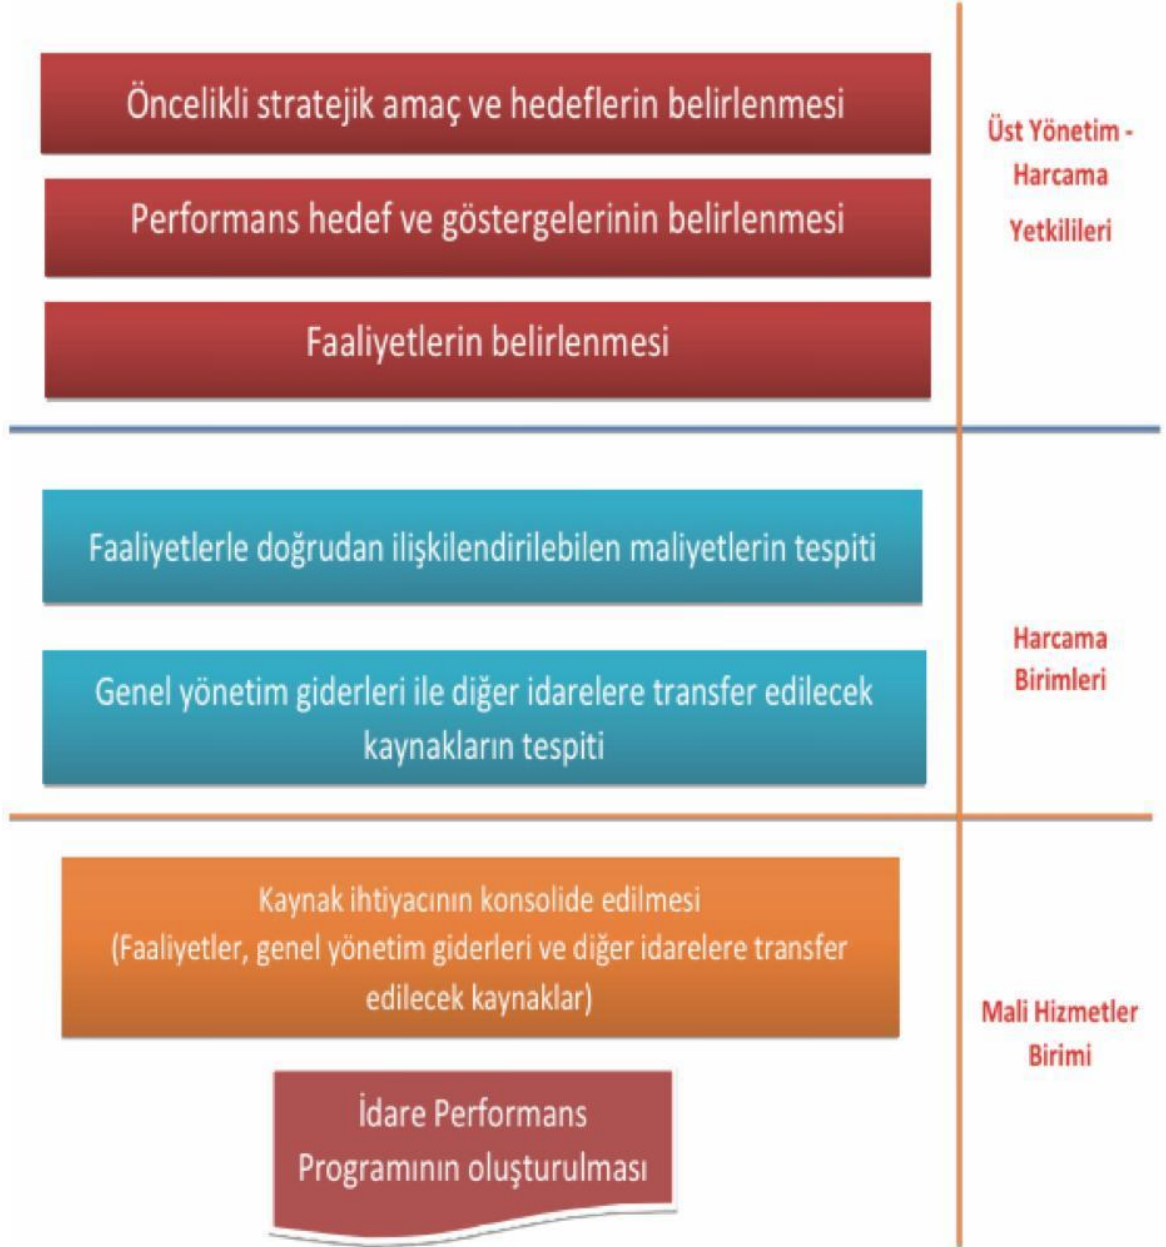 Öncelikli stratejik amaç ve hedeflerin belirlenmesi
Performans hedef ve göstergelerinin belirlenmesi
Faaliyetlerin belirlenmesi
Üst Yönetim -
Harcama
Yetkilileri
Faaliyetlerle doğrudan ilişkilendirilebilen maliyetlerin tespiti
Genel yönetim giderleri ile diğer idarelere transfer edilecek
kaynakların tespiti
Harcama
Birimleri
Kaynak ihtiyacının konsolide edilmesi
(Faaliyetler, genel yönetim giderleri ve diğer idarelere transfer
edilecek kaynaklar)
İdare Performans
Programının oluşturulması
Mali Hizmetler
Birimi